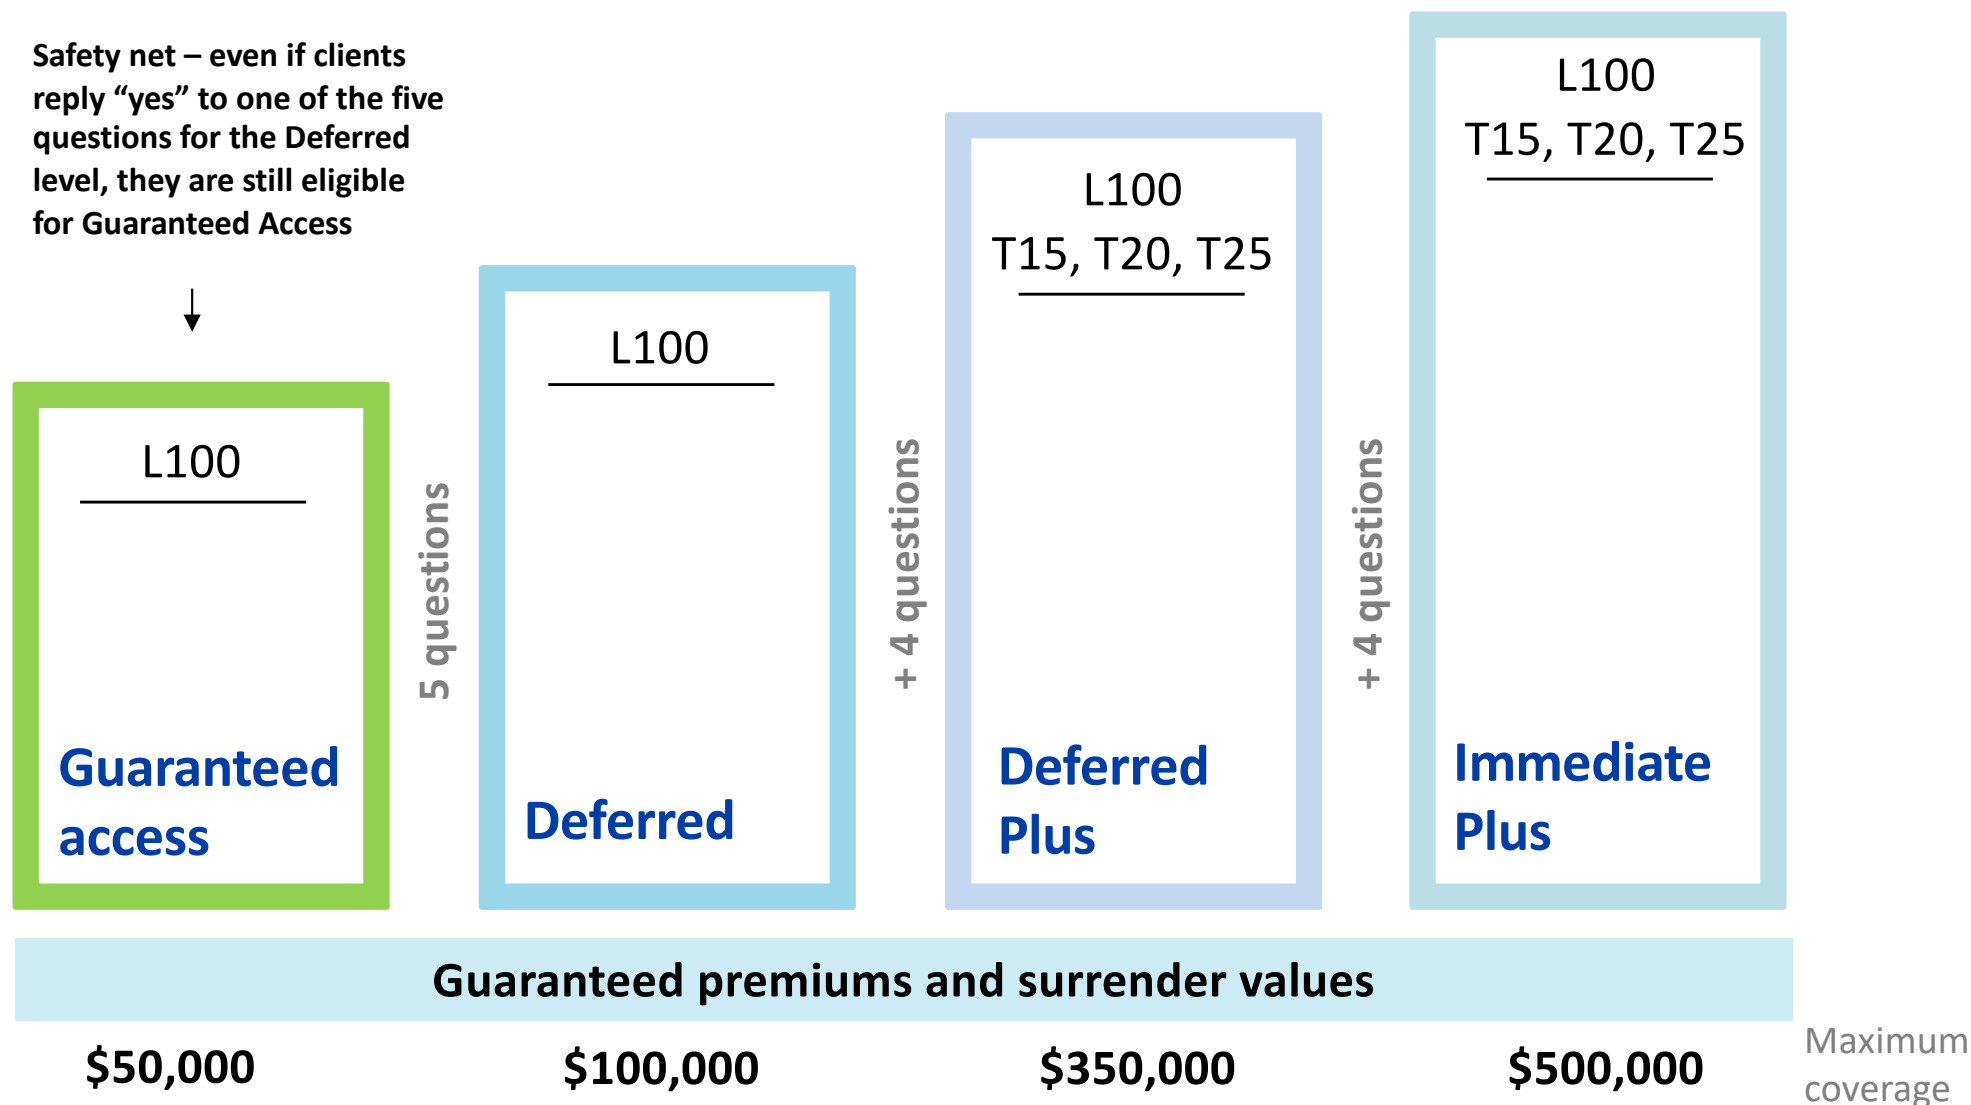 Safety net – even if clients
reply “yes” to one of the five
questions for the Deferred
level, they are still eligible
for Guaranteed Access
L100
Guaranteed
access
5 questions
L100
Deferred
+ 4 questions
L100
T15, T20, T25
Deferred
Plus
+ 4 questions
L100
T15, T20, T25
Immediate
Plus
Guaranteed premiums and surrender values
$50,000
$100,000
$350,000
$500,000
Maximum
coverage